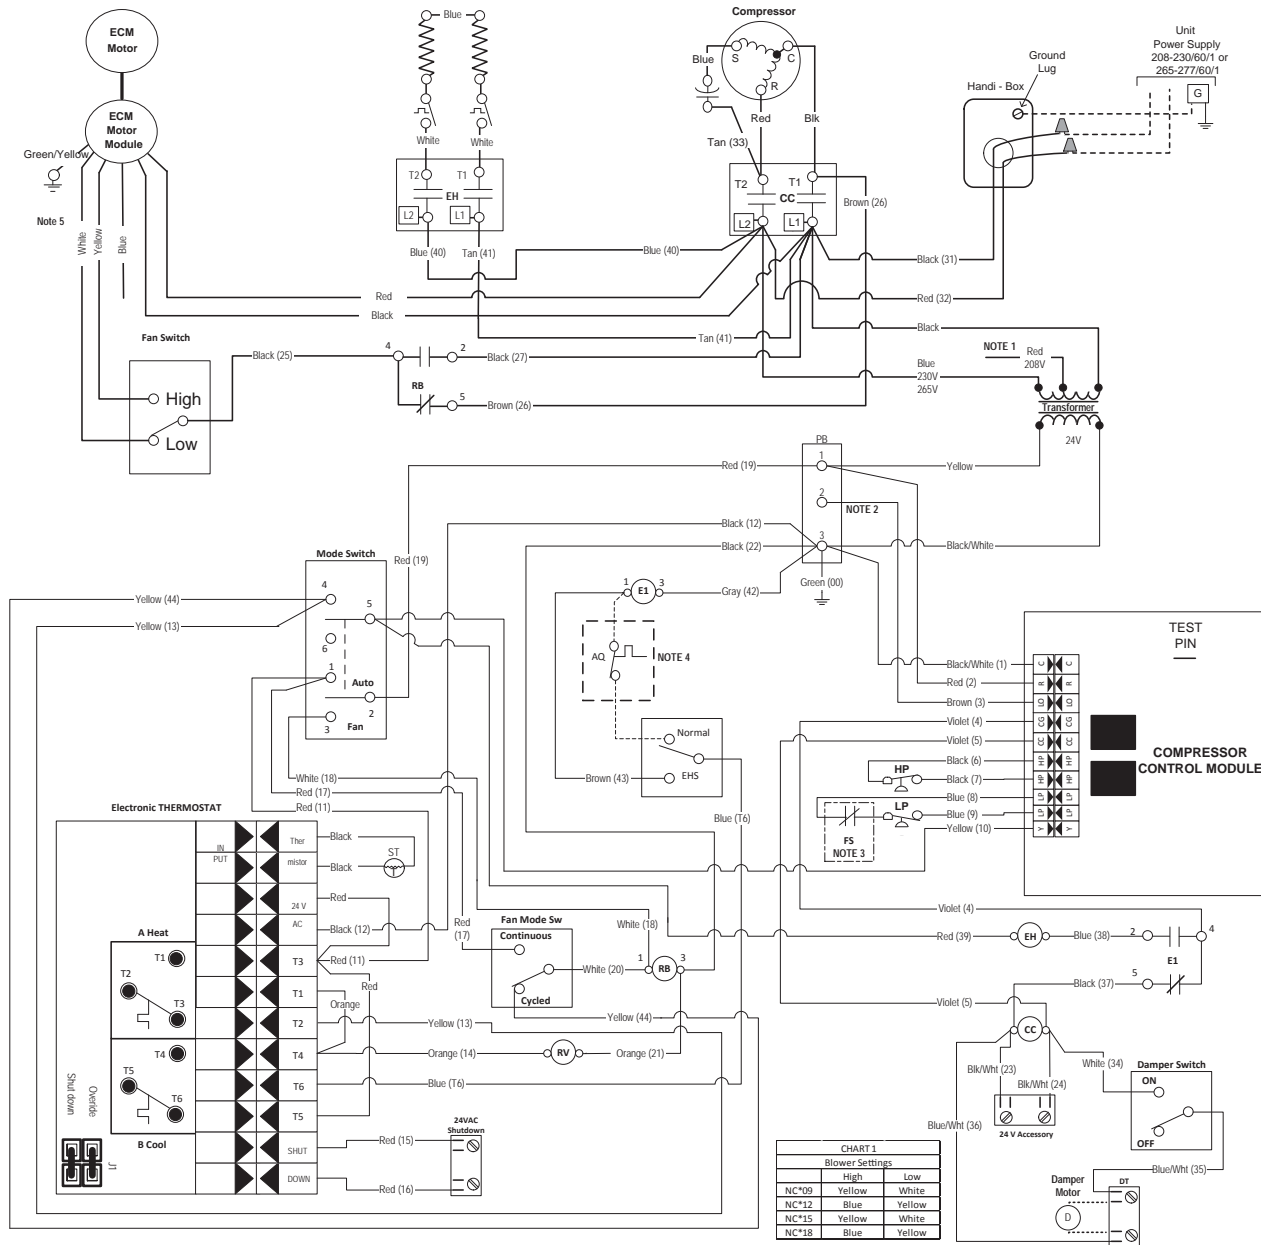 ECM
Motor
ECM
Motor
Module
Green/Yellow
Note 5
White
Yellow
Blue
Fan Switch
High
Low
Blue
White
White
T2
T1
EH
L2
L1
Blue (40)
Tan (41)
Red
Black
Black (25)
4
2
Black (27)
RB
5
Brown (26)
Compressor
S
C
R
Blue
Red
Blk
Tan (33)
T2
T1
CC
L2
L1
Brown (26)
Blue (40)
Tan (41)
Unit
Power Supply
208-230/60/1 or
265-277/60/1
Ground
Lug
Handi - Box
G
Black (31)
Red (32)
Black
NOTE 1
Red
208V
Blue
230V
265V
Transformer
24V
PB
1
Red (19)
Yellow
2
NOTE 2
Black (12)
Black (22)
3
Black/White
Green (00)
Mode Switch
Red (19)
4
5
6
1
Auto
2
3
Fan
Yellow (44)
Yellow (13)
White (18)
Red (17)
Red (11)
1
E1
3
Gray (42)
AQ
NOTE 4
Normal
EHS
Brown (43)
Blue (T6)
TEST
PIN
COMPRESSOR
CONTROL MODULE
Black/White (1)
C
C
Red (2)
R
R
Brown (3)
LO
LO
Violet (4)
CG
CG
Violet (5)
CC
CC
Black (6)
HP
HP
HP
Black (7)
HP
HP
Blue (8)
LP
LP
LP
Blue (9)
LP
LP
Yellow (10)
Y
Y
FS
NOTE 3
Electronic THERMOSTAT
IN
PUT
Ther
mistor
24 V
AC
T3
T1
T2
T4
T6
T5
SHUT
DOWN
Black
Black
ST
T
Red
Black (12)
Red (11)
Red
Orange
Yellow (13)
Orange (14)
RV
Orange (21)
Blue (T6)
Red (15)
Red (16)
24VAC
Shutdown
A Heat
T1
T2
T3
T4
T5
T6
B Cool
Shut down
Overide
J1
Red
(17)
Fan Mode Sw
Continuous
Cycled
White (20)
White (18)
1
RB
3
Yellow (44)
Violet (4)
Red (39)
EH
Blue (38)
2
4
E1
5
Black (37)
Violet (5)
CC
White (34)
Blk/Wht (23)
Blk/Wht (24)
24 V Accessory
Blue/Wht (36)
Damper Switch
ON
OFF
Blue/Wht (35)
Damper
Motor
D
DT
CHART 1
Blower Settings
High Low
NC*09 Yellow White
NC*12 Blue Yellow
NC*15 Yellow White
NC*18 Blue Yellow